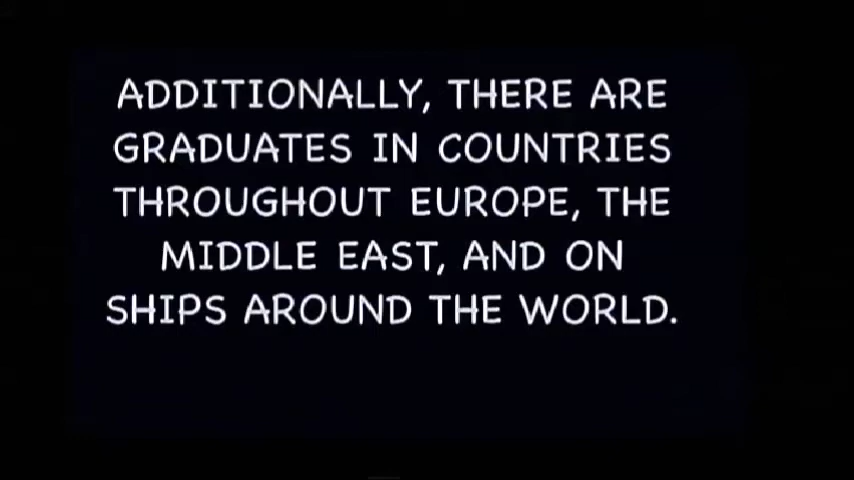 ADDITIONALLY, THERE ARE
GRADUATES IN COUNTRIES
THROUGHOUT EUROPE, THE
MIDDLE EAST, AND ON
SHIPS AROUND THE WORLD.